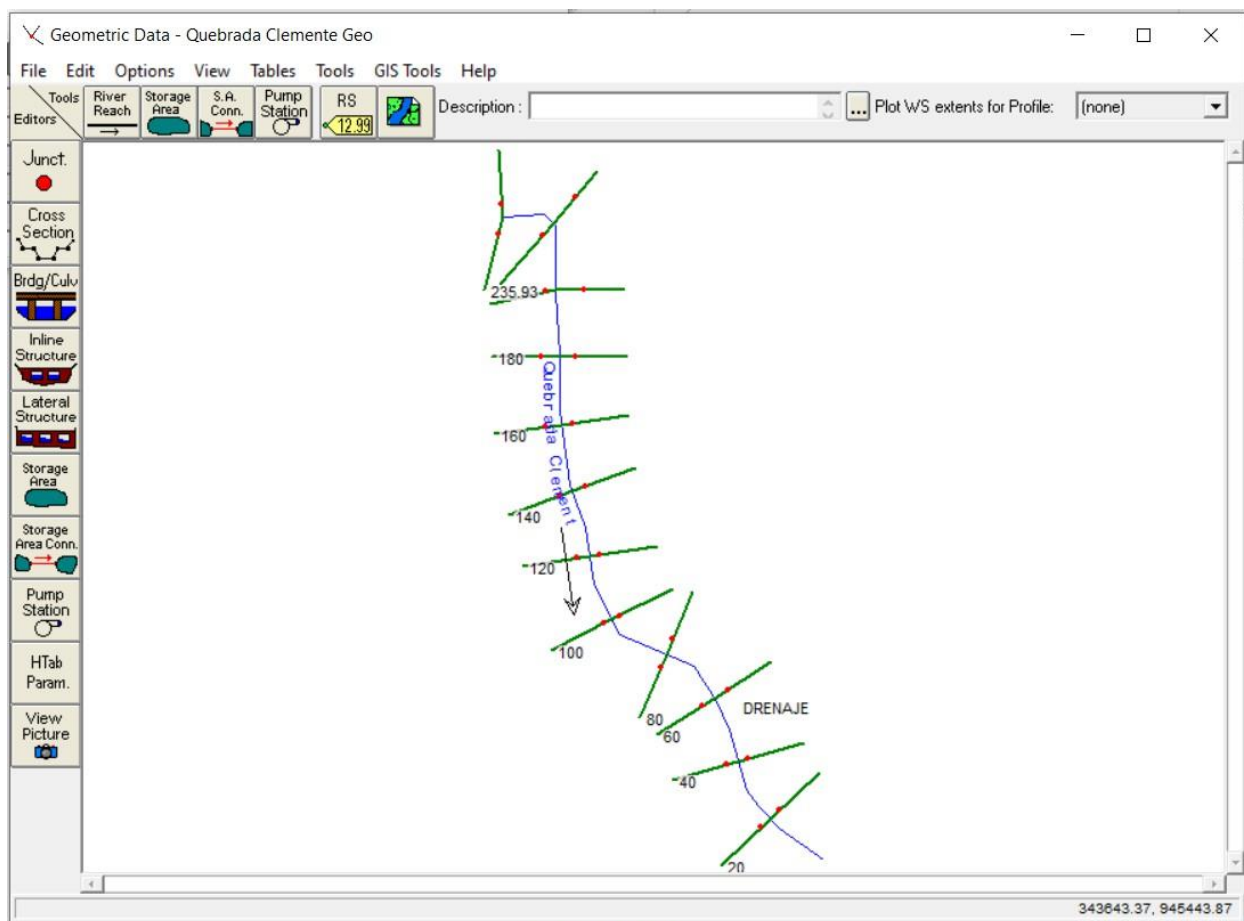 Geometric Data - Quebrada Clemente Geo
File Edit Options View Tables Tools GIS Tools Help
Tools
Editors
River
Reach
Storage
Area
S.A.
Conn.
Pump
Station
RS
12.99
Description :
...
Plot WS extents for Profile:
(none)
Junct.
Cross
Section
Brdg/Culv
Inline
Structure
Lateral
Structure
Storage
Area
Storage
Area Conn.
Pump
Station
HTab
Param.
View
Picture
235.93
180
Quebrada Clement
160
140
120
100
80
60
DRENAJE
40
20
343643.37, 945443.87